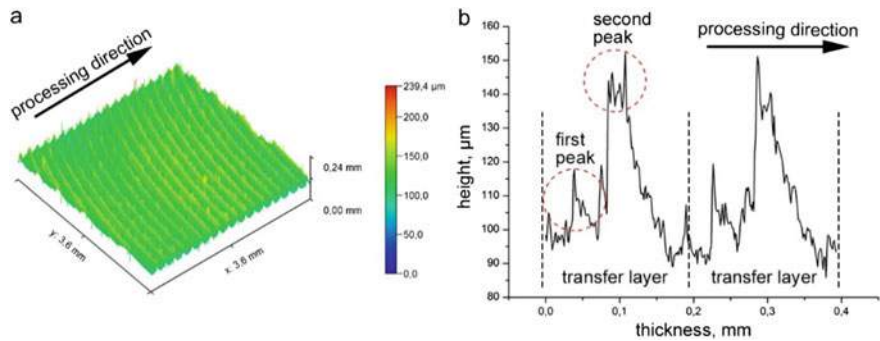 a
processing direction
239,4 µm
200,0
150,0
100,0
50,0
0,0
0,24 mm
0,00 mm
y: 3.6 mm
x: 3.6 mm
b
second
peak
processing direction
first
peak
transfer layer
transfer layer
height, µm
160
150
140
130
120
110
100
90
80
0,0
0,1
0,2
0,3
0,4
thickness, mm